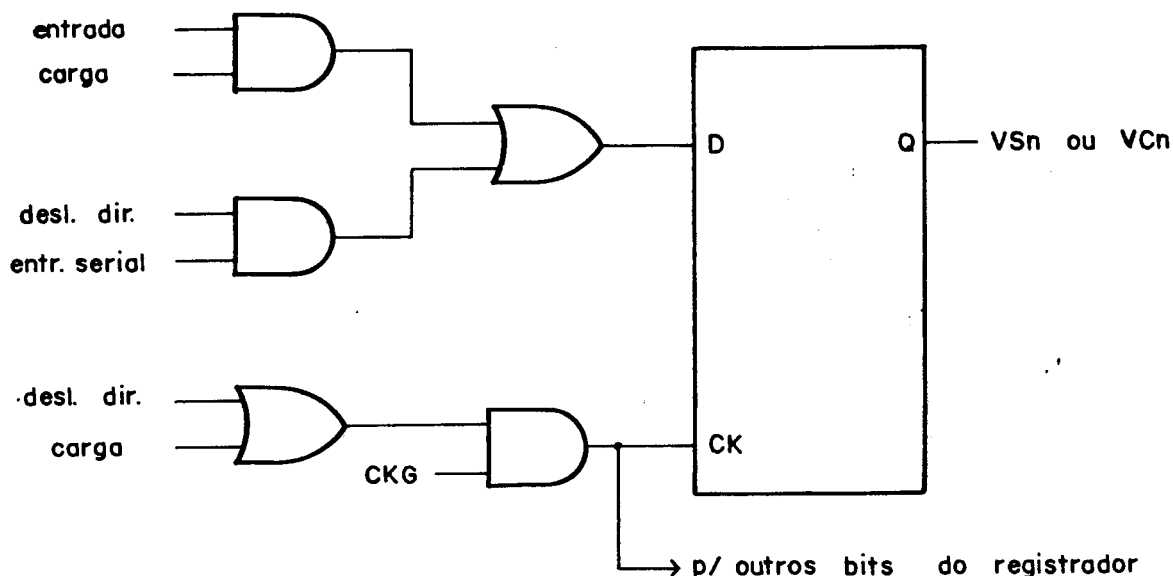 entrada
carga
desl. dir.
entr. serial
desl. dir.
carga
CKG
D
Q
CK
VSn ou VCn
p/ outros bits do registrador